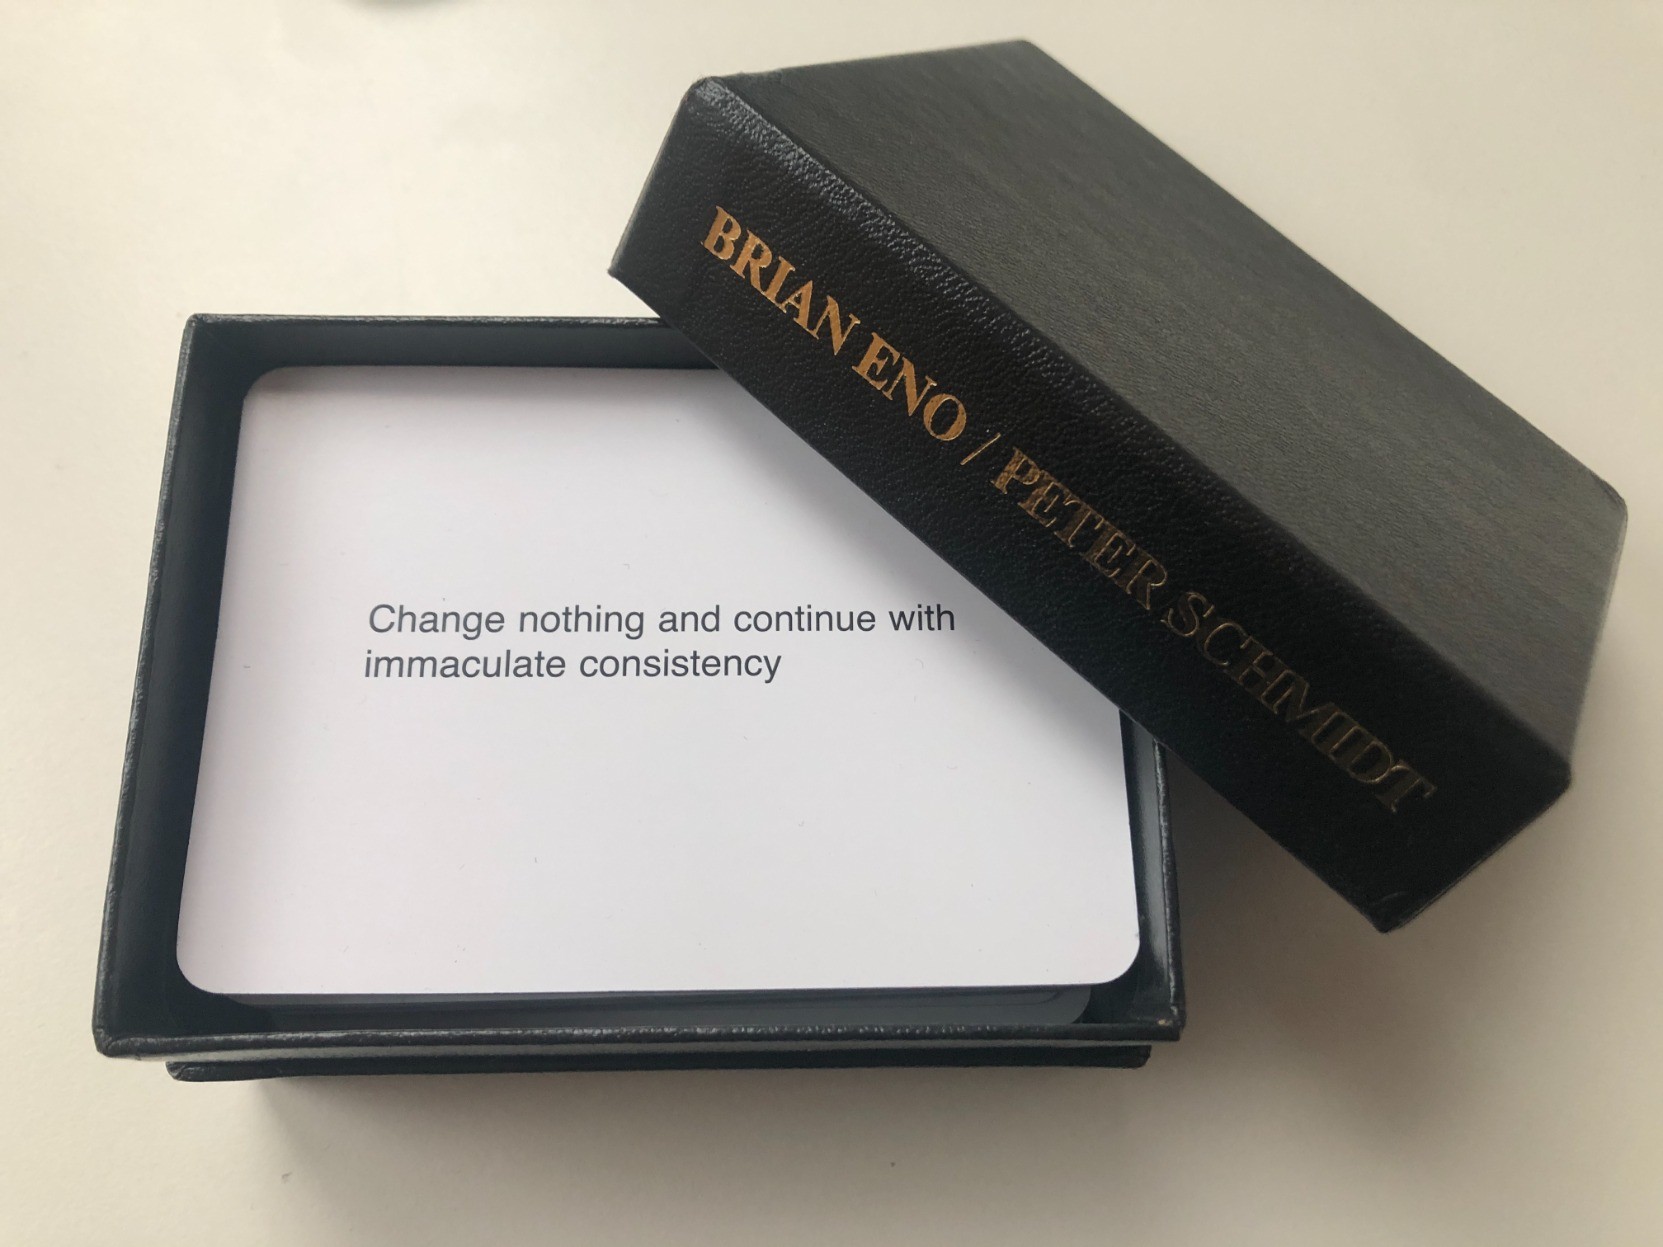 BRIAN ENO / PETER SCHMIDT
Change nothing and continue with
immaculate consistency